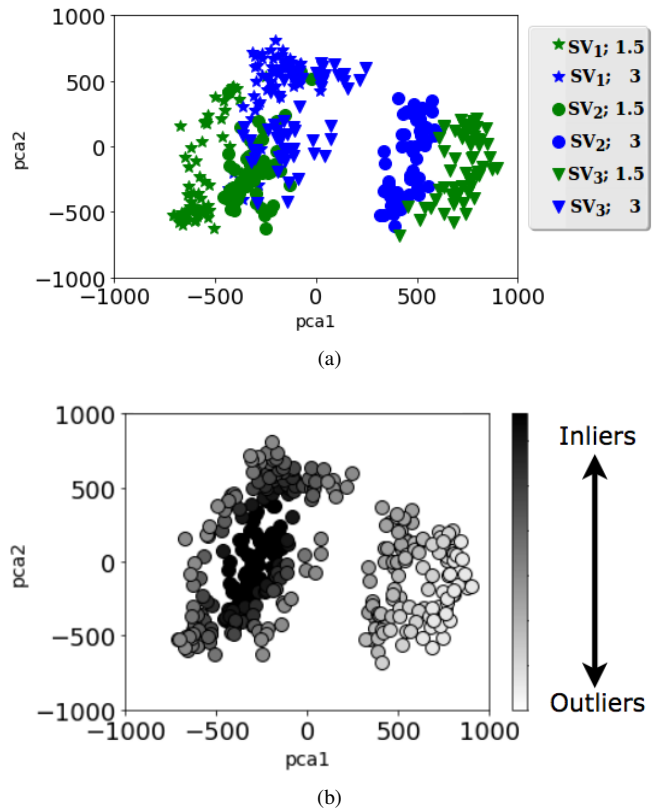 1000
500
0
−500
−1000
pca2
−1000 −500 0 500 1000
pca1
SV1; 1.5
SV1; 3
SV2; 1.5
SV2; 3
SV3; 1.5
SV3; 3
(a)
1000
500
0
−500
−1000
pca2
−1000 −500 0 500 1000
pca1
Inliers
Outliers
(b)